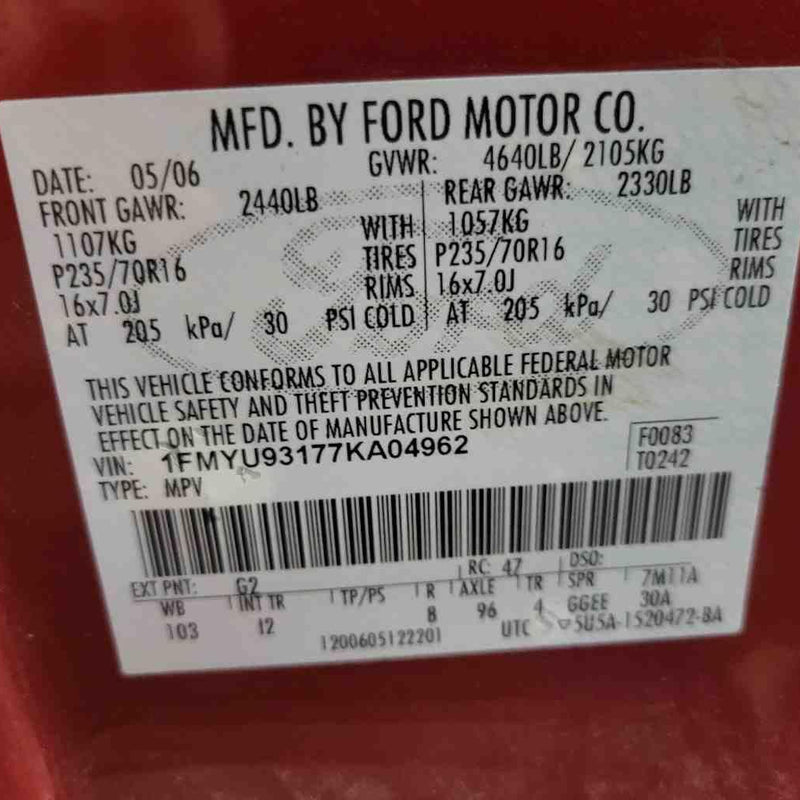 MFD. BY FORD MOTOR CO.
DATE: 05/06 GVWR: 4640LB/ 2105KG
FRONT GAWR: 2440LB REAR GAWR: 2330LB
1107KG WITH 1057KG WITH
P235/70R16 TIRES P235/70R16 TIRES
16x7.0J RIMS 16x7.0J RIMS
AT 205 kPa/ 30 PSI COLD AT 205 kPa/ 30 PSI COLD
Ford
THIS VEHICLE CONFORMS TO ALL APPLICABLE FEDERAL MOTOR
VEHICLE SAFETY AND THEFT PREVENTION STANDARDS IN
EFFECT ON THE DATE OF MANUFACTURE SHOWN ABOVE.
VIN: 1FMYU93177KA04962 F0083
TYPE: MPV T0242
EXT PNT: G2 RC: 47 DSO:
WB INT TR TP/PS R AXLE TR SPR 7M11A
103 I2 8 96 4 GGEE 30A
1200605122201 UTC 5U5A-1520472-BA